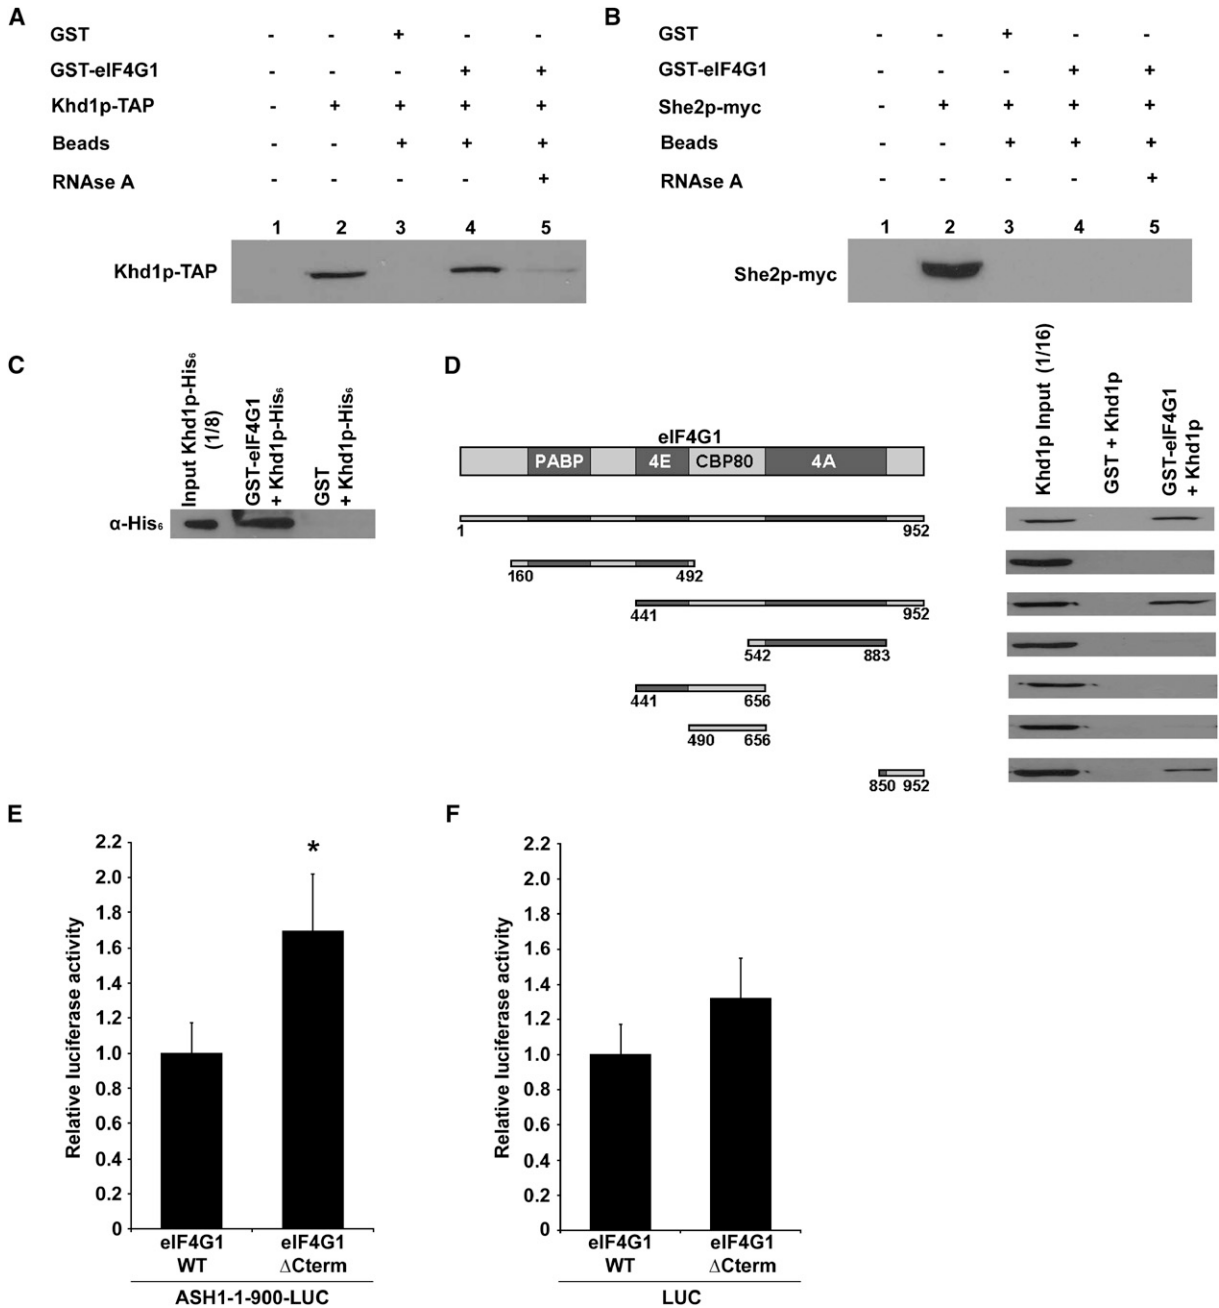 A
GST - - + - -
GST-eIF4G1 - - - + +
Khd1p-TAP - + + + +
Beads - - + + +
RNAse A - - - - +
1 2 3 4 5
Khd1p-TAP
B
GST - - + - -
GST-eIF4G1 - - - + +
She2p-myc - + + + +
Beads - - + + +
RNAse A - - - - +
1 2 3 4 5
She2p-myc
C
Input Khd1p-His₆
(1/8)
GST-eIF4G1
+ Khd1p-His₆
GST
+ Khd1p-His₆
α-His₆
D
eIF4G1
PABP 4E CBP80 4A
1 952
160 492
441 952
542 883
441 656
490 656
850 952
Khd1p Input (1/16)
GST + Khd1p
GST-eIF4G1
+ Khd1p
E
Relative luciferase activity
2.2
2.0
1.8
1.6
1.4
1.2
1.0
0.8
0.6
0.4
0.2
0
*
eIF4G1
WT
eIF4G1
ΔCterm
ASH1-1-900-LUC
F
Relative luciferase activity
2.2
2.0
1.8
1.6
1.4
1.2
1.0
0.8
0.6
0.4
0.2
0
eIF4G1
WT
eIF4G1
ΔCterm
LUC